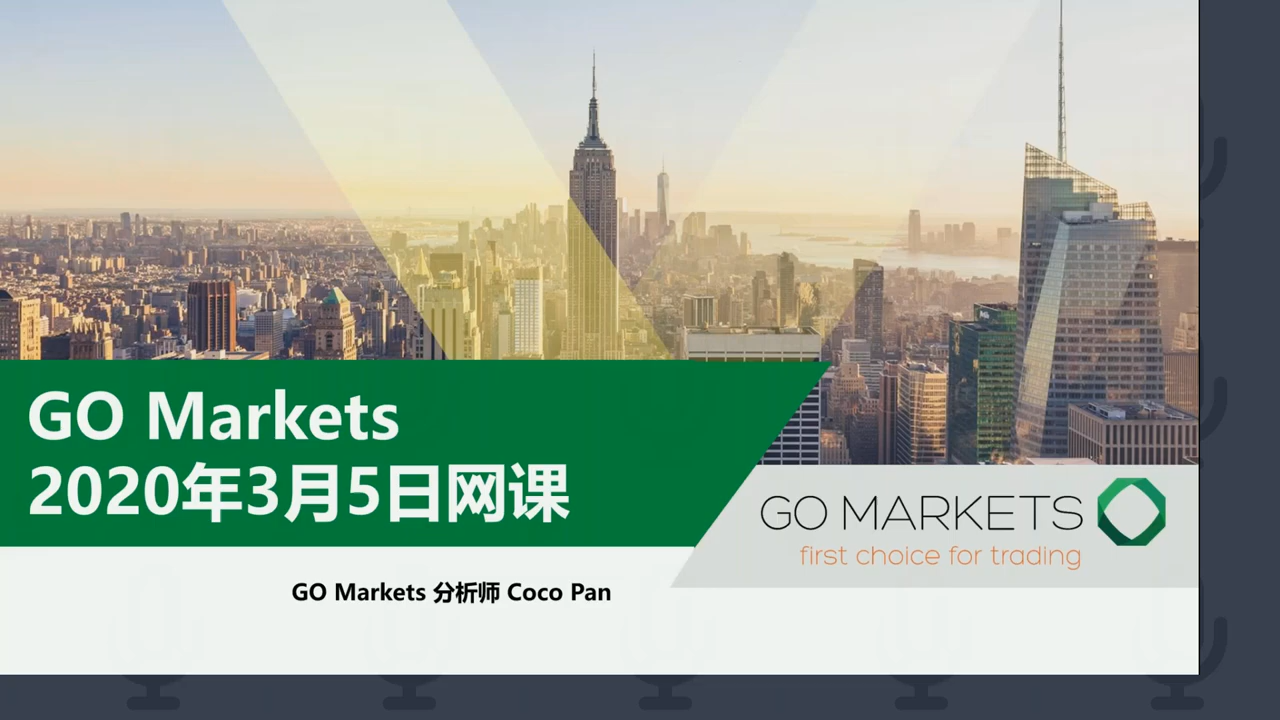 GO Markets
2020年3月5日网课
GO MARKETS
first choice for trading
GO Markets 分析师 Coco Pan